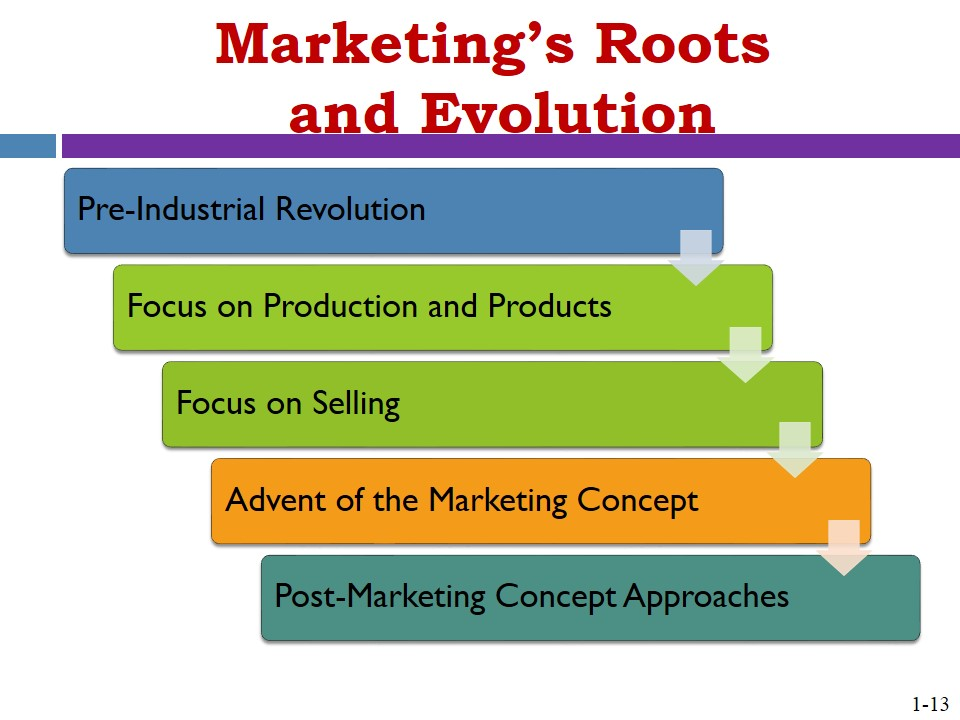 Marketing’s Roots
and Evolution
Pre-Industrial Revolution
Focus on Production and Products
Focus on Selling
Advent of the Marketing Concept
Post-Marketing Concept Approaches
1-13